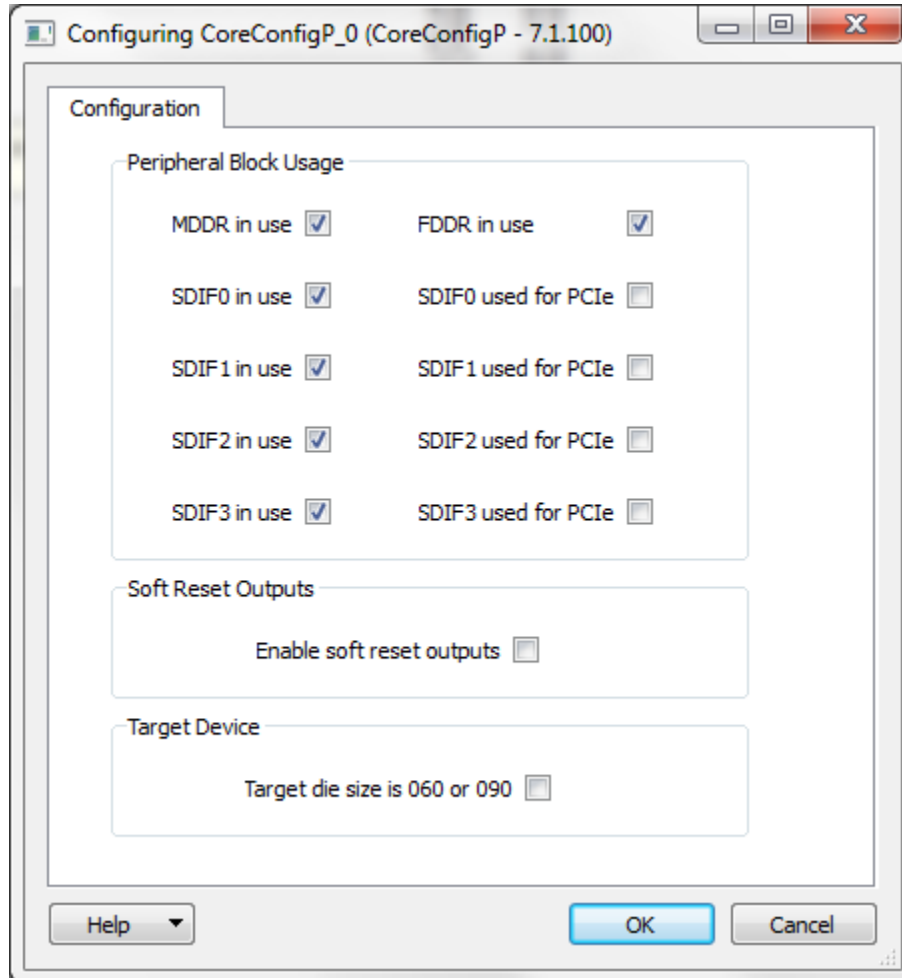 Configuring CoreConfigP_0 (CoreConfigP - 7.1.100)
Configuration
Peripheral Block Usage
MDDR in use FDDR in use
SDIF0 in use SDIF0 used for PCIe
SDIF1 in use SDIF1 used for PCIe
SDIF2 in use SDIF2 used for PCIe
SDIF3 in use SDIF3 used for PCIe
Soft Reset Outputs
Enable soft reset outputs
Target Device
Target die size is 060 or 090
Help OK Cancel